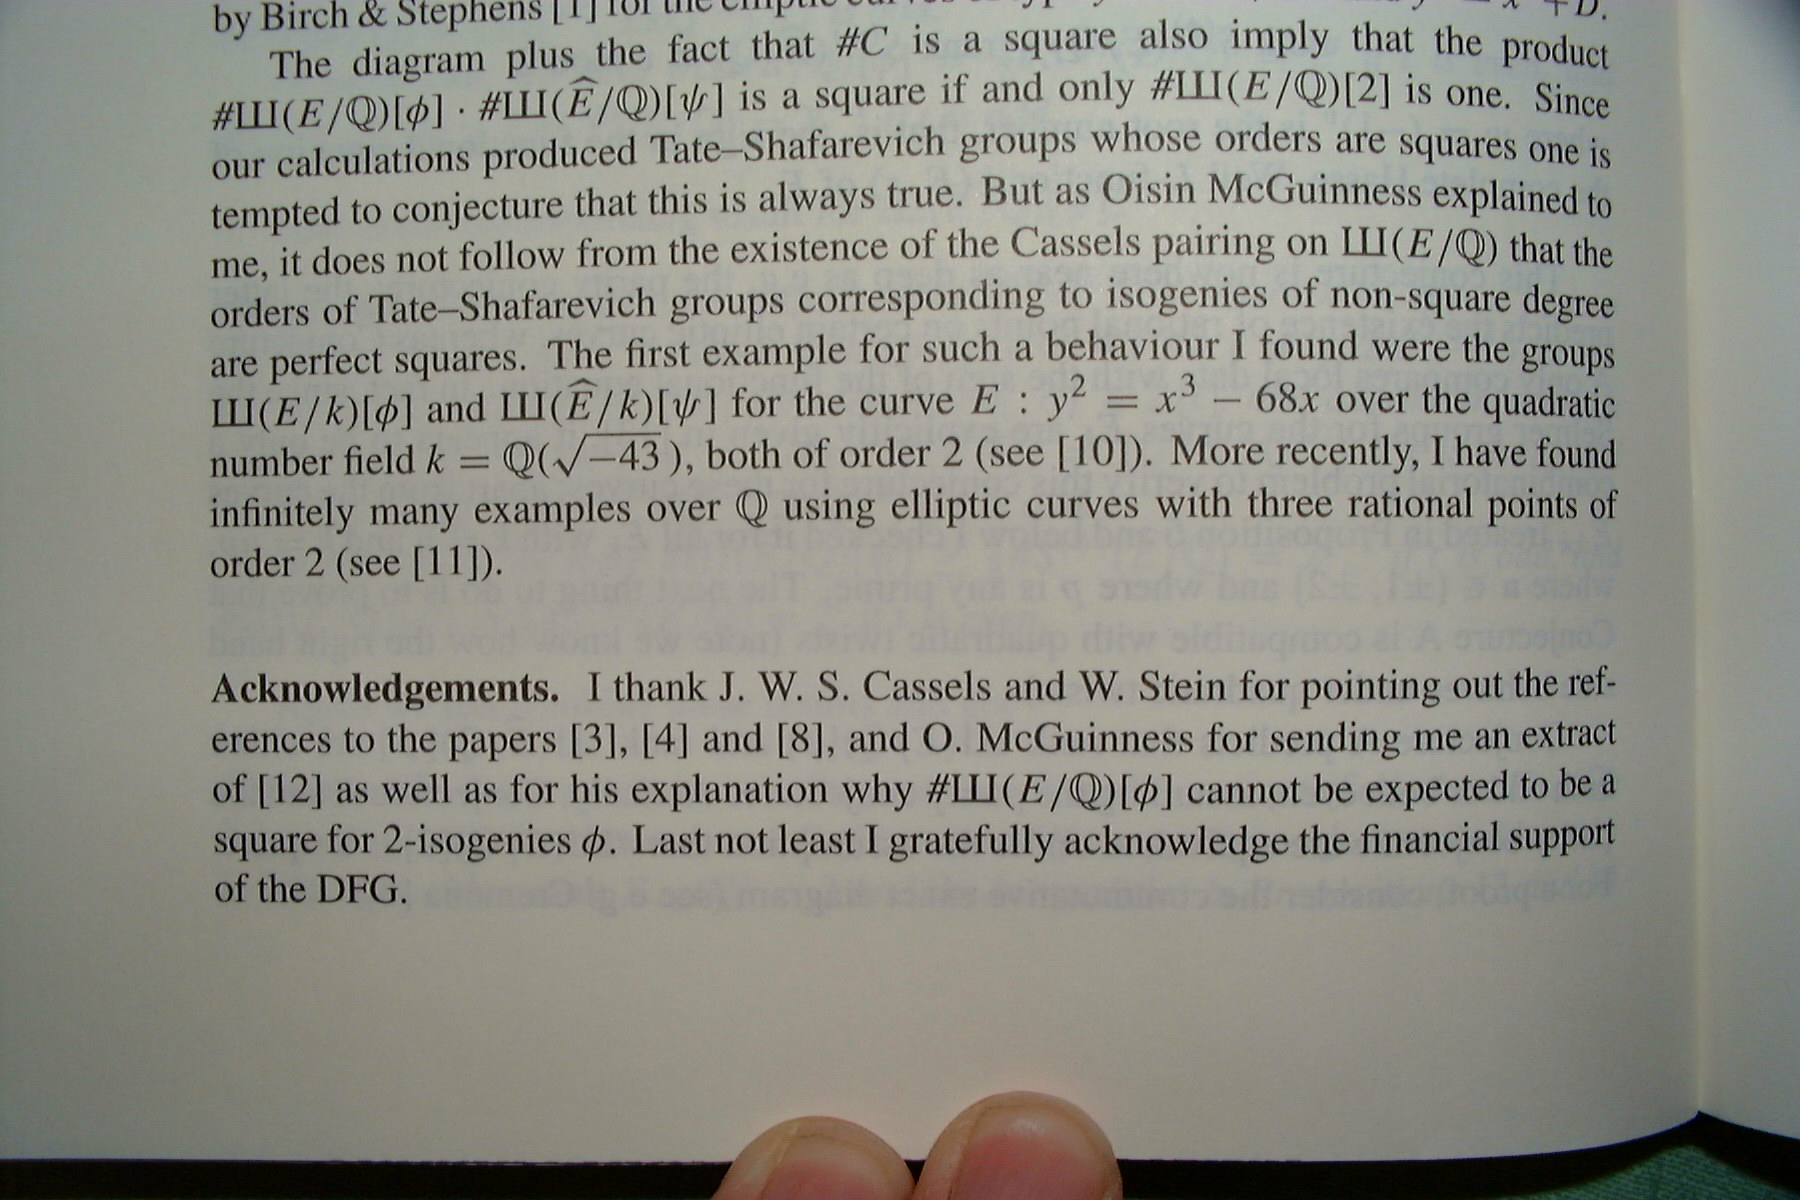 by Birch & Stephens [1] for the
The diagram plus the fact that #C is a square also imply that the product
#Ш(E/ℚ)[ϕ] · #Ш(Ê/ℚ)[ψ] is a square if and only #Ш(E/ℚ)[2] is one. Since
our calculations produced Tate–Shafarevich groups whose orders are squares one is
tempted to conjecture that this is always true. But as Oisin McGuinness explained to
me, it does not follow from the existence of the Cassels pairing on Ш(E/ℚ) that the
orders of Tate–Shafarevich groups corresponding to isogenies of non-square degree
are perfect squares. The first example for such a behaviour I found were the groups
Ш(E/k)[ϕ] and Ш(Ê/k)[ψ] for the curve E : y² = x³ − 68x over the quadratic
number field k = ℚ(√−43), both of order 2 (see [10]). More recently, I have found
infinitely many examples over ℚ using elliptic curves with three rational points of
order 2 (see [11]).
Acknowledgements. I thank J. W. S. Cassels and W. Stein for pointing out the ref-
erences to the papers [3], [4] and [8], and O. McGuinness for sending me an extract
of [12] as well as for his explanation why #Ш(E/ℚ)[ϕ] cannot be expected to be a
square for 2-isogenies ϕ. Last not least I gratefully acknowledge the financial support
of the DFG.